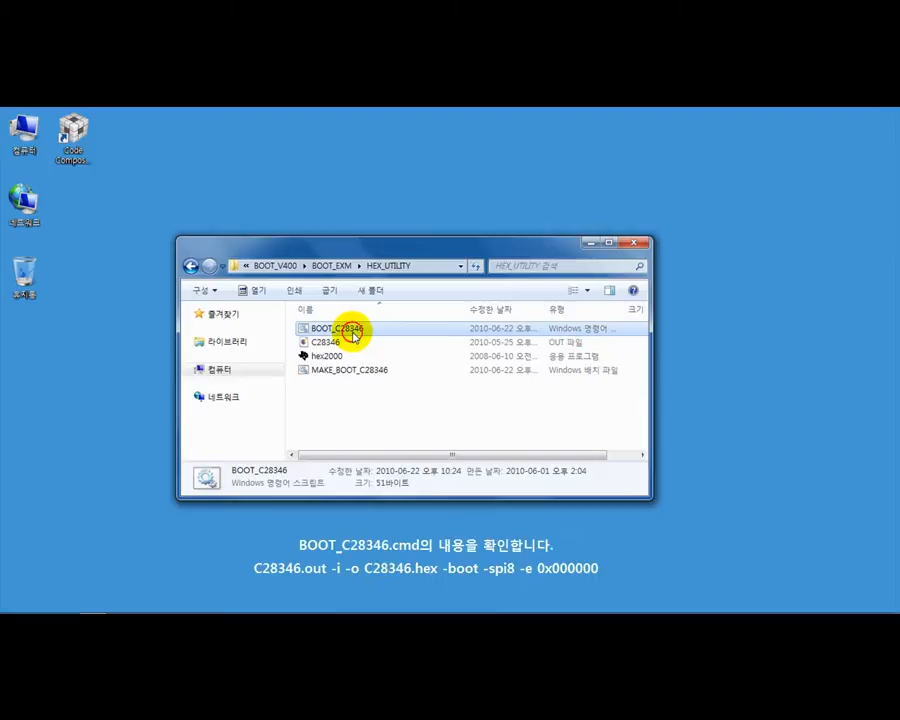 컴퓨터
Code
Compos...
네트워크
휴지통
« BOOT_V400 ▸ BOOT_EXM ▸ HEX_UTILITY
HEX_UTILITY 검색
구성
열기
인쇄
굽기
새 폴더
이름
수정한 날짜
유형
크기
즐겨찾기
라이브러리
컴퓨터
네트워크
BOOT_C28346 2010-06-22 오후... Windows 명령어 ...
C28346 2010-05-25 오후... OUT 파일
hex2000 2008-06-10 오전... 응용 프로그램
MAKE_BOOT_C28346 2010-06-22 오후... Windows 배치 파일
BOOT_C28346 수정한 날짜: 2010-06-22 오후 10:24 만든 날짜: 2010-06-01 오후 2:04
Windows 명령어 스크립트 크기: 51바이트
BOOT_C28346.cmd의 내용을 확인합니다.
C28346.out -i -o C28346.hex -boot -spi8 -e 0x000000